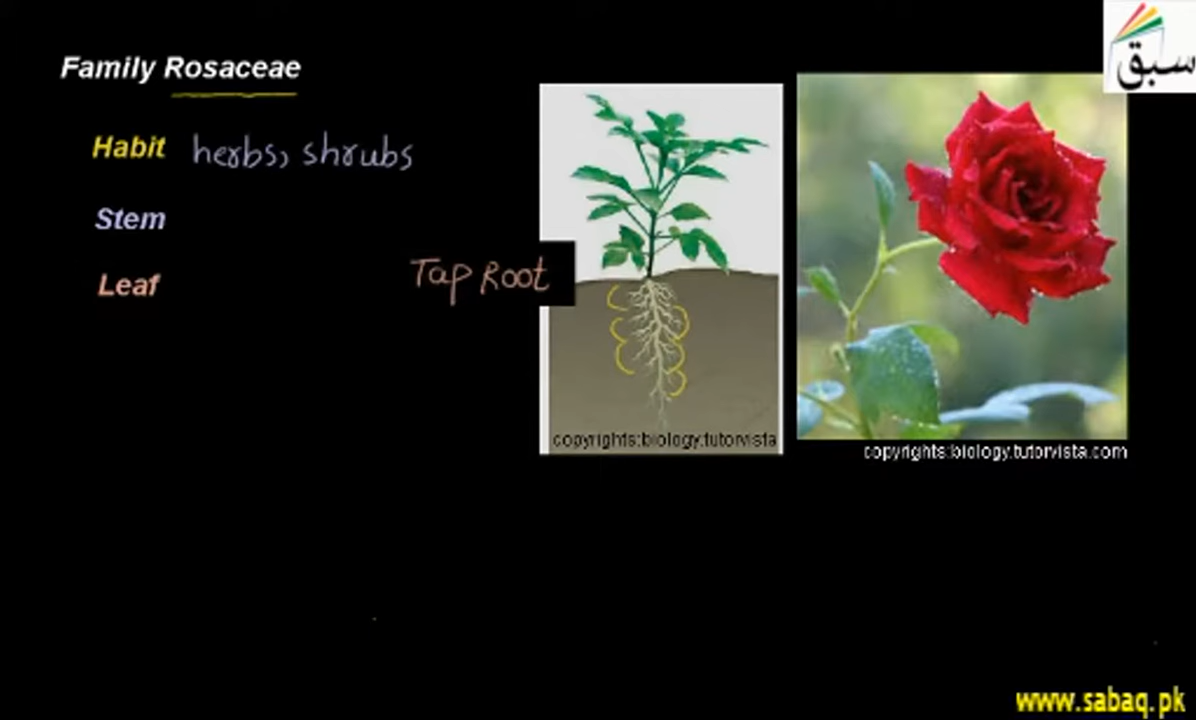 سبق
Family Rosaceae
Habit herbs, shrubs
Stem
Leaf
Tap Root
copyrights:biology.tutorvista
copyrights:biology.tutorvista.com
www.sabaq.pk